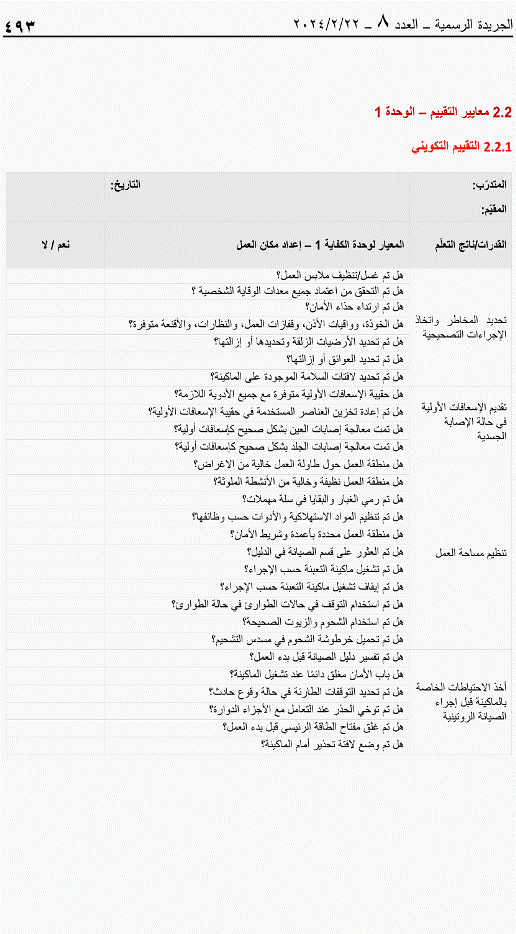 الجريدة الرسمية – العدد ٨ – ٢٠٢٤/٢/٢٢
٤٩٣
2.2 معايير التقييم – الوحدة 1
2.2.1 التقييم التكويني
المتدرّب: التاريخ:
المقيّم:
القدرات/ناتج التعلّم المعيار لوحدة الكفاية 1 – إعداد مكان العمل نعم / لا
تحديد المخاطر واتخاذ
الإجراءات التصحيحية
هل تم غسل/تنظيف ملابس العمل؟
هل تم التحقق من اعتماد جميع معدات الوقاية الشخصية ؟
هل تم ارتداء حذاء الأمان؟
هل الخوذة، وواقيات الأذن، وقفازات العمل، والنظارات، والأقنعة متوفرة؟
هل تم تحديد الأرضيات الزلقة وتحديدها أو إزالتها؟
هل تم تحديد العوائق أو إزالتها؟
هل تم تحديد لافتات السلامة الموجودة على الماكينة؟
تقديم الإسعافات الأولية
في حالة الإصابة
الجسدية
هل حقيبة الإسعافات الأولية متوفرة مع جميع الأدوية اللازمة؟
هل تم إعادة تخزين العناصر المستخدمة في حقيبة الإسعافات الأولية؟
هل تمت معالجة إصابات العين بشكل صحيح كإسعافات أولية؟
هل تمت معالجة إصابات الجلد بشكل صحيح كإسعافات أولية؟
تنظيم مساحة العمل
هل منطقة العمل حول طاولة العمل خالية من الاغراض؟
هل منطقة العمل نظيفة وخالية من الأنشطة الملوثة؟
هل تم رمي الغبار والبقايا في سلة مهملات؟
هل تم تنظيم المواد الاستهلاكية والأدوات حسب وظائفها؟
هل منطقة العمل محددة بأعمدة وشريط الأمان؟
هل تم العثور على قسم الصيانة في الدليل؟
هل تم تشغيل ماكينة التعبئة حسب الإجراء؟
هل تم إيقاف تشغيل ماكينة التعبئة حسب الإجراء؟
هل تم استخدام التوقف في حالات الطوارئ في حالة الطوارئ؟
هل تم استخدام الشحوم والزيوت الصحيحة؟
هل تم تحميل خرطوشة الشحوم في مسدس التشحيم؟
أخذ الاحتياطات الخاصة
بالماكينة قبل إجراء
الصيانة الروتينية
هل تم تفسير دليل الصيانة قبل بدء العمل؟
هل باب الأمان مغلق دائمًا عند تشغيل الماكينة؟
هل تم تحديد التوقفات الطارئة في حالة وقوع حادث؟
هل تم توخي الحذر عند التعامل مع الأجزاء الدوارة؟
هل تم غلق مفتاح الطاقة الرئيسي قبل بدء العمل؟
هل تم وضع لافتة تحذير أمام الماكينة؟